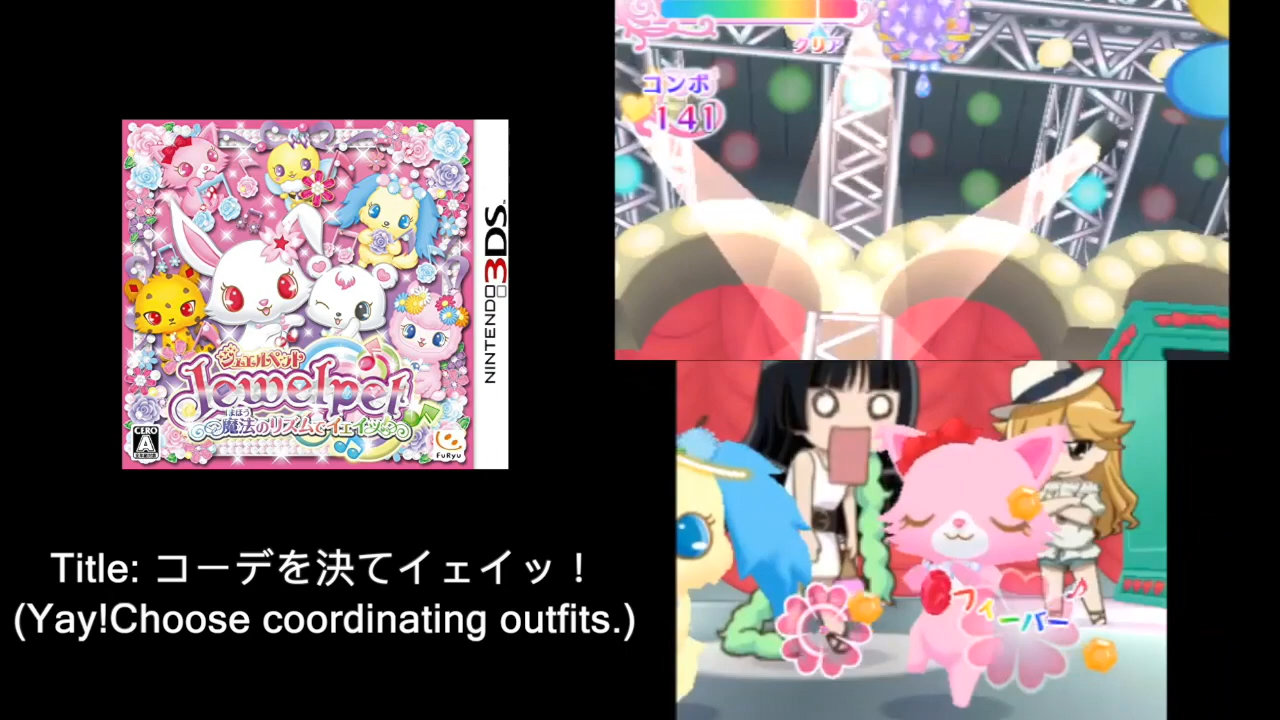 ジュエルペット
Jewelpet
まほう
魔法のリズムでイェイッ!
CERO
A
FuRyu
NINTENDO3DS
Title: コーデを決てイェイッ!
(Yay!Choose coordinating outfits.)
クリア
コンボ
141
フィーバー